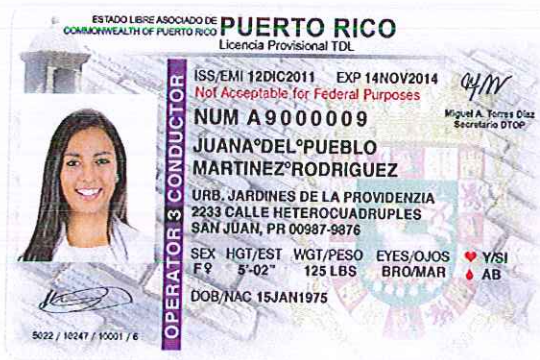 ESTADO LIBRE ASOCIADO DE
COMMONWEALTH OF PUERTO RICO
PUERTO RICO
Licencia Provisional TDL
ISS/EMI 12DIC2011 EXP 14NOV2014
Not Acceptable for Federal Purposes
NUM A9000009
Miguel A. Torres Díaz
Secretario DTOP
JUANA°DEL°PUEBLO
MARTINEZ°RODRIGUEZ
URB. JARDINES DE LA PROVIDENZIA
2233 CALLE HETEROCUADRUPLES
SAN JUAN, PR 00987-9876
SEX HGT/EST WGT/PESO EYES/OJOS ♥ Y/SI
F♀ 5'-02" 125 LBS BRO/MAR AB
DOB/NAC 15JAN1975
OPERATOR 3 CONDUCTOR
5022 / 10247 / 10001 / 6